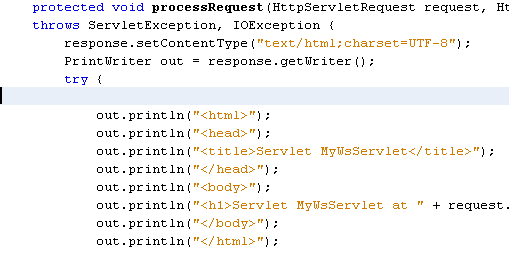 protected void processRequest(HttpServletRequest request, Ht
throws ServletException, IOException {
response.setContentType("text/html;charset=UTF-8");
PrintWriter out = response.getWriter();
try {
out.println("<html>");
out.println("<head>");
out.println("<title>Servlet MyWsServlet</title>");
out.println("</head>");
out.println("<body>");
out.println("<h1>Servlet MyWsServlet at " + request.
out.println("</body>");
out.println("</html>");